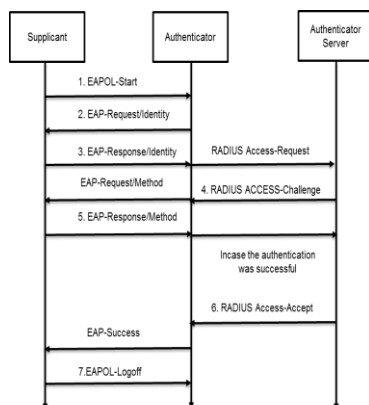 Supplicant
Authenticator
Authenticator
Server
1. EAPOL-Start
2. EAP-Request/Identity
3. EAP-Response/Identity
RADIUS Access-Request
EAP-Request/Method
4. RADIUS ACCESS-Challenge
5. EAP-Response/Method
Incase the authentication
was successful
6. RADIUS Access-Accept
EAP-Success
7.EAPOL-Logoff